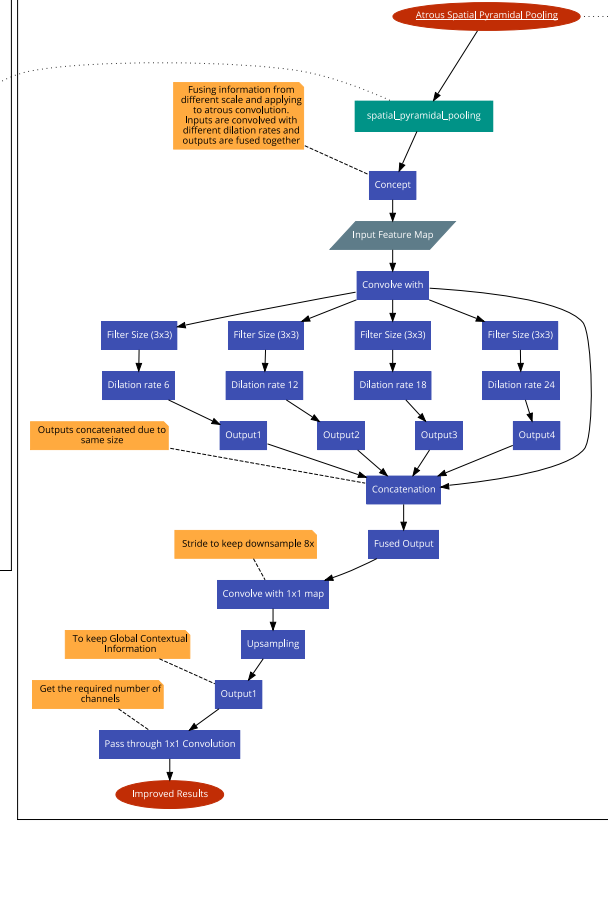 Atrous Spatial Pyramidal Pooling
Fusing information from
different scale and applying
to atrous convolution.
Inputs are convolved with
different dilation rates and
outputs are fused together
spatial_pyramidal_pooling
Concept
Input Feature Map
Convolve with
Filter Size (3x3)
Filter Size (3x3)
Filter Size (3x3)
Filter Size (3x3)
Dilation rate 6
Dilation rate 12
Dilation rate 18
Dilation rate 24
Outputs concatenated due to
same size
Output1
Output2
Output3
Output4
Concatenation
Stride to keep downsample 8x
Fused Output
Convolve with 1x1 map
To keep Global Contextual
Information
Upsampling
Get the required number of
channels
Output1
Pass through 1x1 Convolution
Improved Results